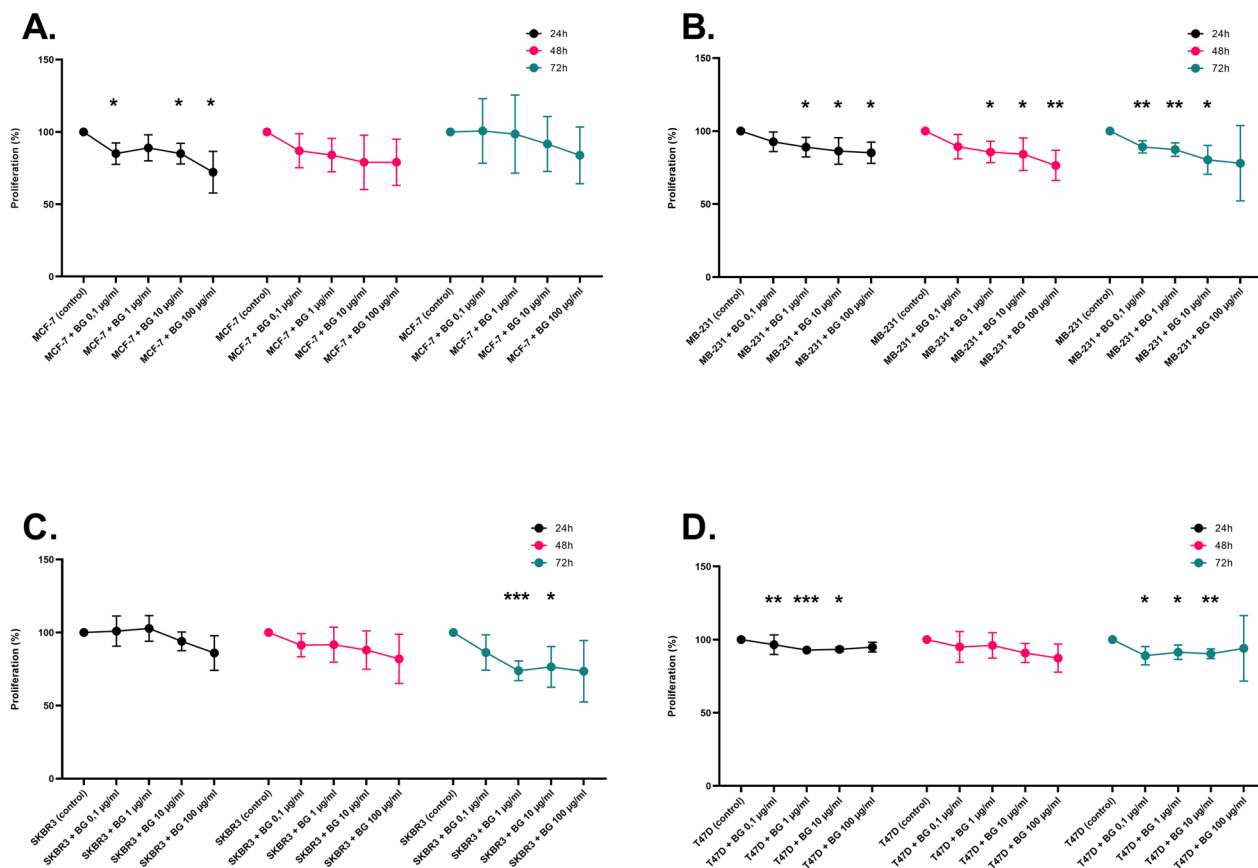 A.
24h
48h
72h
150
100
50
0
Proliferation (%)
* * *
MCF-7 (control)
MCF-7 + BG 0,1 µg/ml
MCF-7 + BG 1 µg/ml
MCF-7 + BG 10 µg/ml
MCF-7 + BG 100 µg/ml
MCF-7 (control)
MCF-7 + BG 0,1 µg/ml
MCF-7 + BG 1 µg/ml
MCF-7 + BG 10 µg/ml
MCF-7 + BG 100 µg/ml
MCF-7 (control)
MCF-7 + BG 0,1 µg/ml
MCF-7 + BG 1 µg/ml
MCF-7 + BG 10 µg/ml
MCF-7 + BG 100 µg/ml
B.
24h
48h
72h
150
100
50
0
Proliferation (%)
* * * * * ** ** ** *
MB-231 (control)
MB-231 + BG 0,1 µg/ml
MB-231 + BG 1 µg/ml
MB-231 + BG 10 µg/ml
MB-231 + BG 100 µg/ml
MB-231 (control)
MB-231 + BG 0,1 µg/ml
MB-231 + BG 1 µg/ml
MB-231 + BG 10 µg/ml
MB-231 + BG 100 µg/ml
MB-231 (control)
MB-231 + BG 0,1 µg/ml
MB-231 + BG 1 µg/ml
MB-231 + BG 10 µg/ml
MB-231 + BG 100 µg/ml
C.
24h
48h
72h
150
100
50
0
Proliferation (%)
*** *
SKBR3 (control)
SKBR3 + BG 0,1 µg/ml
SKBR3 + BG 1 µg/ml
SKBR3 + BG 10 µg/ml
SKBR3 + BG 100 µg/ml
SKBR3 (control)
SKBR3 + BG 0,1 µg/ml
SKBR3 + BG 1 µg/ml
SKBR3 + BG 10 µg/ml
SKBR3 + BG 100 µg/ml
SKBR3 (control)
SKBR3 + BG 0,1 µg/ml
SKBR3 + BG 1 µg/ml
SKBR3 + BG 10 µg/ml
SKBR3 + BG 100 µg/ml
D.
24h
48h
72h
150
100
50
0
Proliferation (%)
** *** * * * **
T47D (control)
T47D + BG 0,1 µg/ml
T47D + BG 1 µg/ml
T47D + BG 10 µg/ml
T47D + BG 100 µg/ml
T47D (control)
T47D + BG 0,1 µg/ml
T47D + BG 1 µg/ml
T47D + BG 10 µg/ml
T47D + BG 100 µg/ml
T47D (control)
T47D + BG 0,1 µg/ml
T47D + BG 1 µg/ml
T47D + BG 10 µg/ml
T47D + BG 100 µg/ml